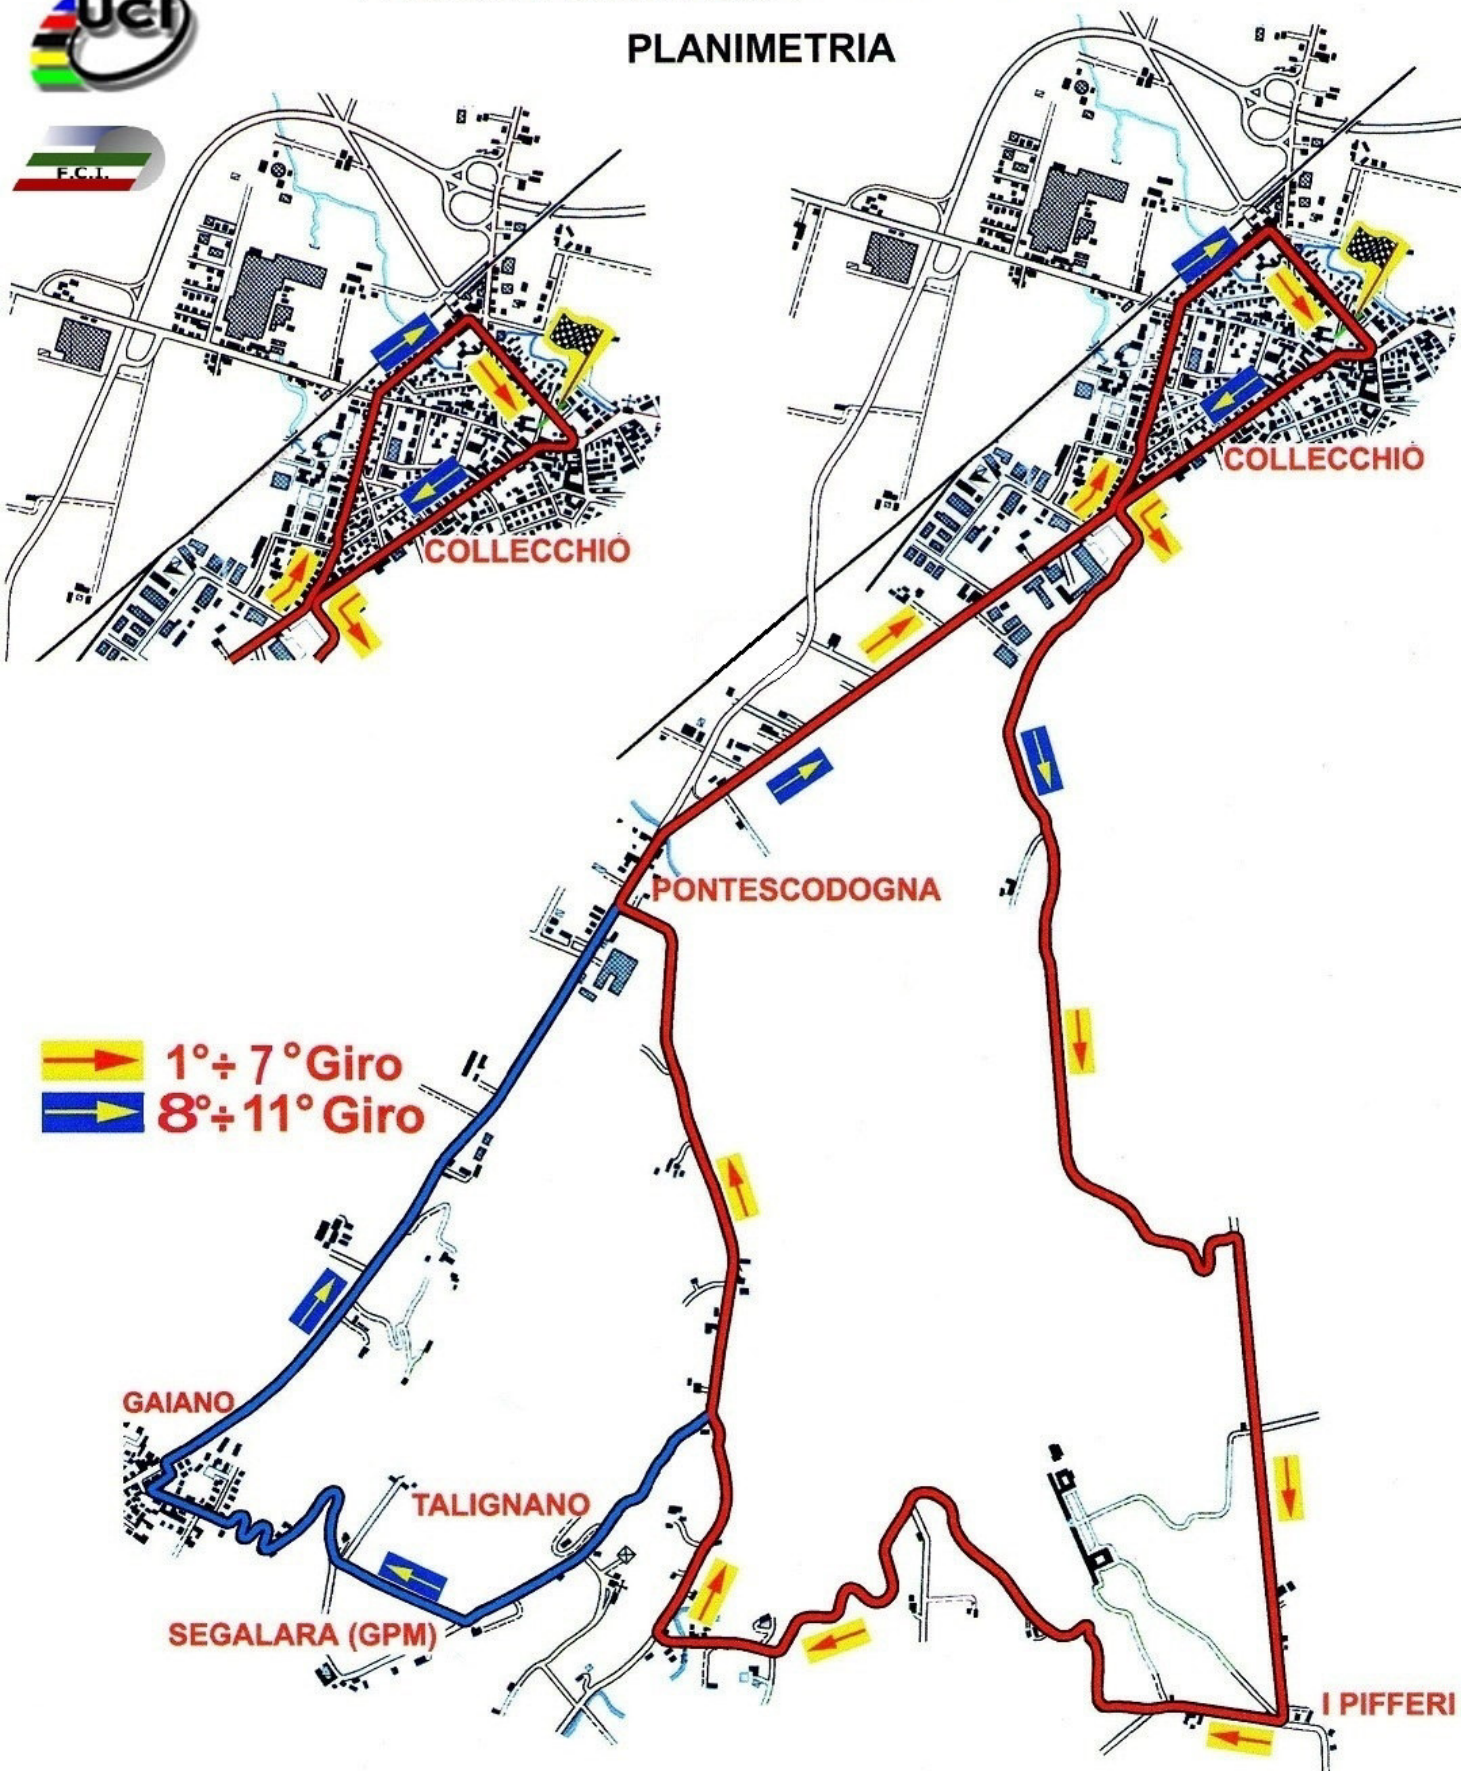 UCI
PLANIMETRIA
F.C.I.
COLLECCHIO
COLLECCHIO
PONTESCODOGNA
1°÷ 7°Giro
8°÷11° Giro
GAIANO
TALIGNANO
SEGALARA (GPM)
I PIFFERI